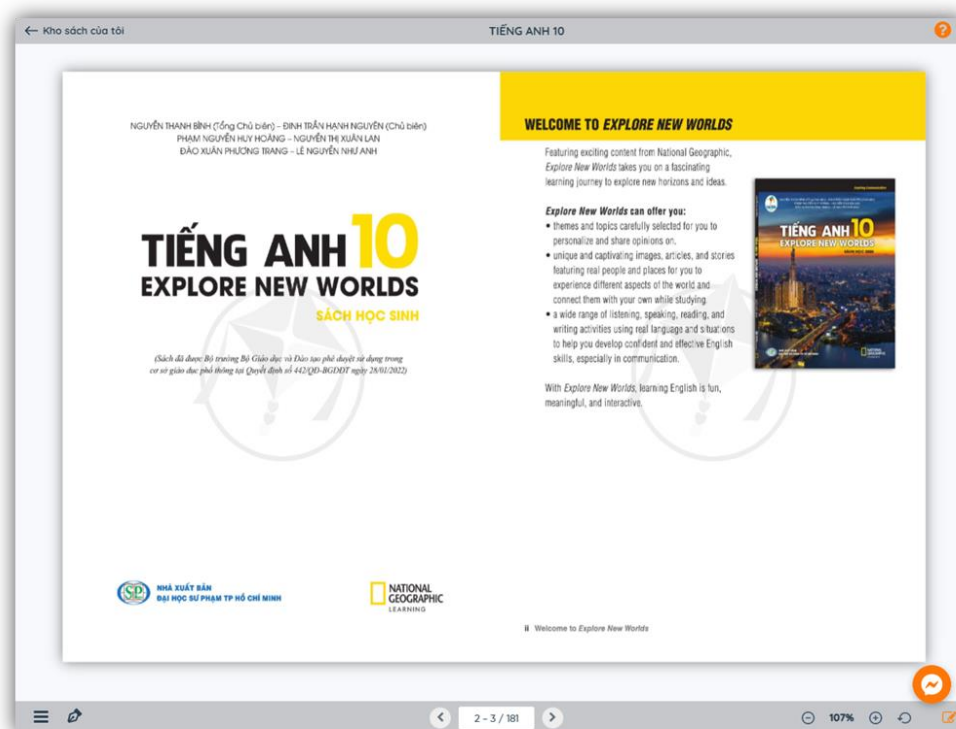 Kho sách của tôi
TIẾNG ANH 10
?
NGUYỄN THANH BÌNH (Tổng Chủ biên) – ĐINH TRẦN HẠNH NGUYÊN (Chủ biên)
PHẠM NGUYỄN HUY HOÀNG – NGUYỄN THỊ XUÂN LAN
ĐÀO XUÂN PHƯƠNG TRANG – LÊ NGUYỄN NHƯ ANH
TIẾNG ANH 10
EXPLORE NEW WORLDS
SÁCH HỌC SINH
(Sách đã được Bộ trưởng Bộ Giáo dục và Đào tạo phê duyệt sử dụng trong
cơ sở giáo dục phổ thông tại Quyết định số 442/QĐ-BGDĐT ngày 28/01/2022)
SP
NHÀ XUẤT BẢN
ĐẠI HỌC SƯ PHẠM TP HỒ CHÍ MINH
NATIONAL
GEOGRAPHIC
LEARNING
WELCOME TO EXPLORE NEW WORLDS
Featuring exciting content from National Geographic,
Explore New Worlds takes you on a fascinating
learning journey to explore new horizons and ideas.
Explore New Worlds can offer you:
• themes and topics carefully selected for you to
personalize and share opinions on.
• unique and captivating images, articles, and stories
featuring real people and places for you to
experience different aspects of the world and
connect them with your own while studying.
• a wide range of listening, speaking, reading, and
writing activities using real language and situations
to help you develop confident and effective English
skills, especially in communication.
With Explore New Worlds, learning English is fun,
meaningful, and interactive.
TIẾNG ANH 10
EXPLORE NEW WORLDS
ii Welcome to Explore New Worlds
2 - 3 / 181
107%